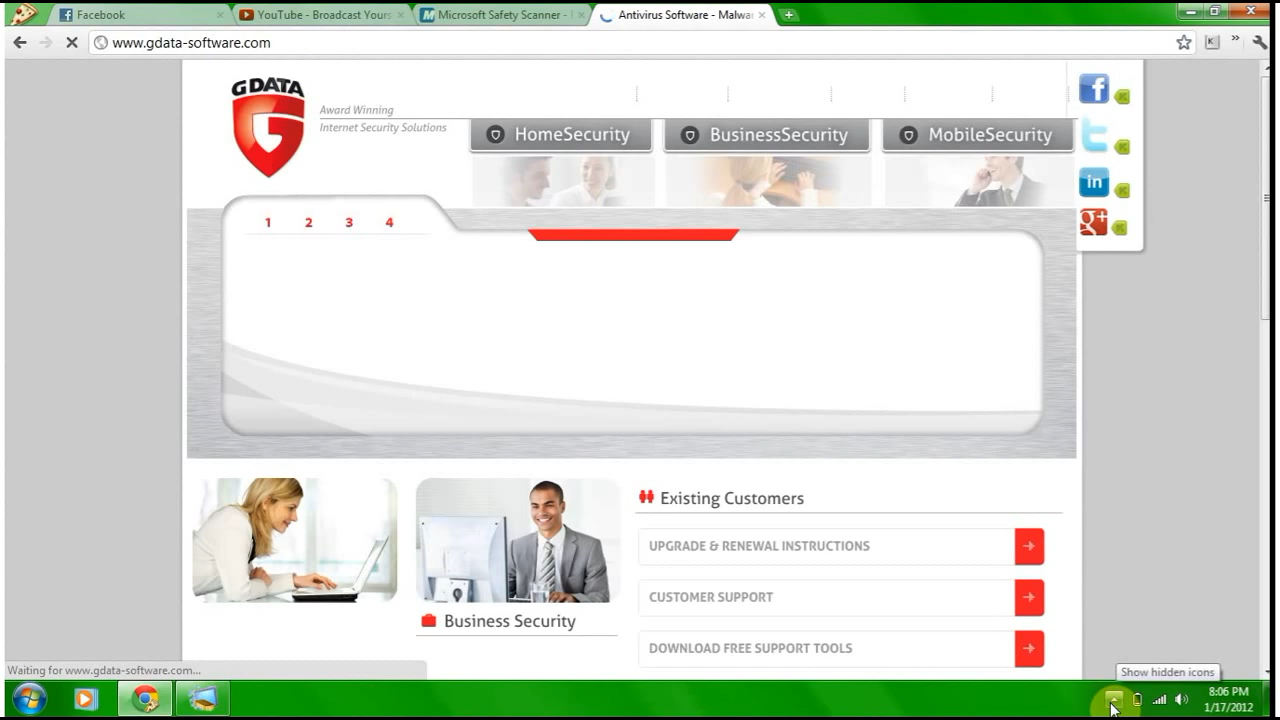 Facebook
YouTube - Broadcast Yours
Microsoft Safety Scanner -
Antivirus Software - Malwa
www.gdata-software.com
G DATA
Award Winning
Internet Security Solutions
HomeSecurity
BusinessSecurity
MobileSecurity
1 2 3 4
Existing Customers
UPGRADE & RENEWAL INSTRUCTIONS
CUSTOMER SUPPORT
Business Security
DOWNLOAD FREE SUPPORT TOOLS
Waiting for www.gdata-software.com...
Show hidden icons
8:06 PM
1/17/2012